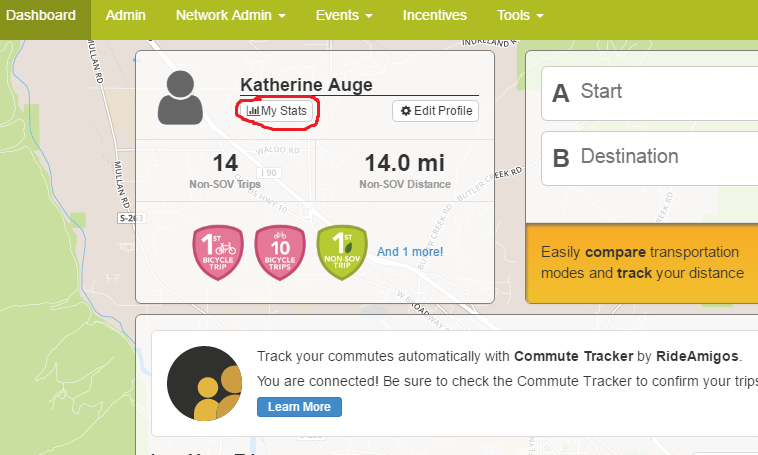 Dashboard Admin Network Admin Events Incentives Tools
MULLAN RD
Katherine Auge
My Stats Edit Profile
14 14.0 mi
Non-SOV Trips Non-SOV Distance
WALDO RD
I 90
MULLAN RD
S-263
BUTLER CREEK RD
BUTLER CREEK RD
1ST BICYCLE TRIP
10 BICYCLE TRIPS
1ST NON-SOV TRIP
And 1 more!
A Start
B Destination
Easily compare transportation
modes and track your distance
Track your commutes automatically with Commute Tracker by RideAmigos.
You are connected! Be sure to check the Commute Tracker to confirm your trips
Learn More